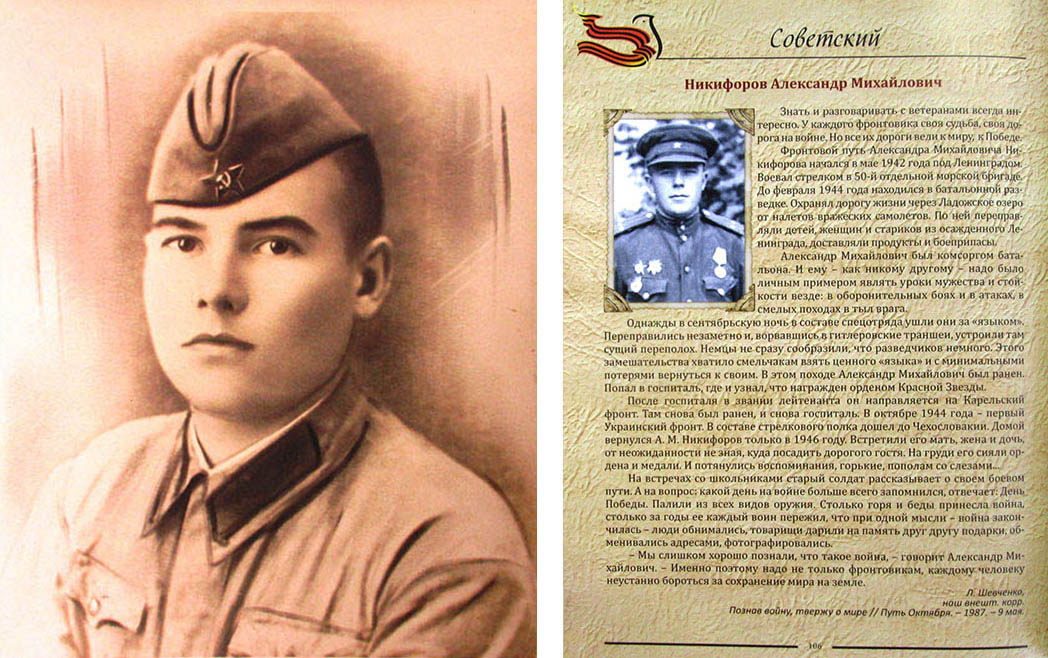 Советский
Никифоров Александр Михайлович
Знать и разговаривать с ветеранами всегда ин-
тересно. У каждого фронтовика своя судьба, своя до-
рога на войне. Но все их дороги вели к миру, к Победе.
Фронтовой путь Александра Михайловича Ни-
кифорова начался в мае 1942 года под Ленинградом.
Воевал стрелком в 50-й отдельной морской бригаде.
До февраля 1944 года находился в батальонной раз-
ведке. Охранял дорогу жизни через Ладожское озеро
от налетов вражеских самолетов. По ней переправ-
ляли детей, женщин и стариков из осажденного Ле-
нинграда, доставляли продукты и боеприпасы.
Александр Михайлович был комсоргом бата-
льона. И ему – как никому другому – надо было
личным примером являть уроки мужества и стой-
кости везде: в оборонительных боях и в атаках, в
смелых походах в тыл врага.
Однажды в сентябрьскую ночь в составе спецотряда ушли они за «языком».
Переправились незаметно и, ворвавшись в гитлеровские траншеи, устроили там
сущий переполох. Немцы не сразу сообразили, что разведчиков немного. Этого
замешательства хватило смельчакам взять ценного «языка» и с минимальными
потерями вернуться к своим. В этом походе Александр Михайлович был ранен.
Попал в госпиталь, где и узнал, что награжден орденом Красной Звезды.
После госпиталя в звании лейтенанта он направляется на Карельский
фронт. Там снова был ранен, и снова госпиталь. В октябре 1944 года – первый
Украинский фронт. В составе стрелкового полка дошел до Чехословакии. Домой
вернулся А. М. Никифоров только в 1946 году. Встретили его мать, жена и дочь,
от неожиданности не зная, куда посадить дорогого гостя. На груди его сияли ор-
дена и медали. И потянулись воспоминания, горькие, пополам со слезами...
На встречах со школьниками старый солдат рассказывает о своем боевом
пути. А на вопрос: какой день на войне больше всего запомнился, отвечает: День
Победы. Палили из всех видов оружия. Столько горя и беды принесла война,
столько за годы ее каждый воин пережил, что при одной мысли – война закон-
чилась – люди обнимались, товарищи дарили на память друг другу подарки, об-
менивались адресами, фотографировались.
– Мы слишком хорошо познали, что такое война, – говорит Александр Ми-
хайлович. – Именно поэтому надо не только фронтовикам, каждому человеку
неустанно бороться за сохранение мира на земле.
Л. Шевченко,
наш внешт. корр.
Познав войну, твержу о мире // Путь Октября. – 1987. – 9 мая.
106